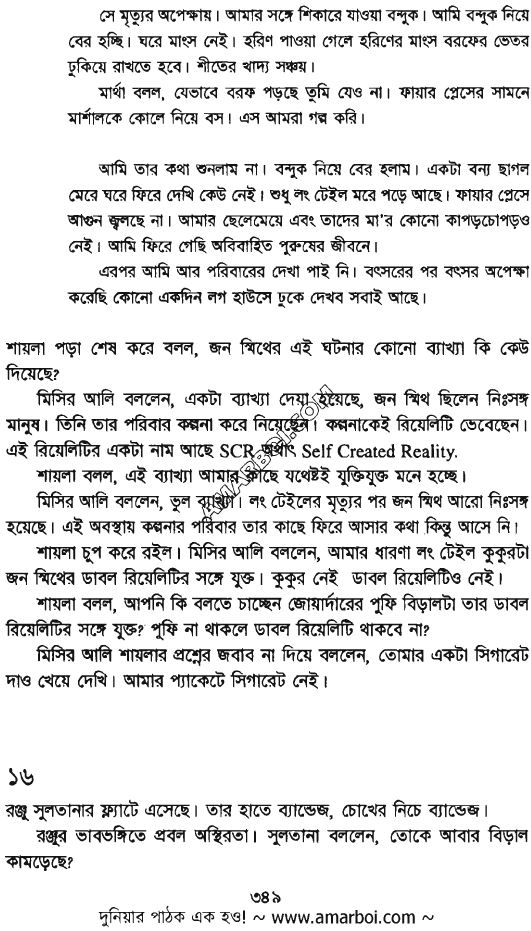 সে মৃত্যুর অপেক্ষায়। আমার সঙ্গে শিকারে যাওয়া বন্দুক। আমি বন্দুক নিয়ে
বের হচ্ছি। ঘরে মাংস নেই। হরিণ পাওয়া গেলে হরিণের মাংস বরফের ভেতর
ঢুকিয়ে রাখতে হবে। শীতের খাদ্য সঞ্চয়।
মার্থা বলল, যেভাবে বরফ পড়ছে তুমি যেও না। ফায়ার প্লেসের সামনে
মার্শালকে কোলে নিয়ে বস। এস আমরা গল্প করি।
আমি তার কথা শুনলাম না। বন্দুক নিয়ে বের হলাম। একটা বন্য ছাগল
মেরে ঘরে ফিরে দেখি কেউ নেই। শুধু লং টেইল মরে পড়ে আছে। ফায়ার প্লেসে
আগুন জ্বলছে না। আমার ছেলেমেয়ে এবং তাদের মা'র কোনো কাপড়চোপড়ও
নেই। আমি ফিরে গেছি অবিবাহিত পুরুষের জীবনে।
এরপর আমি আর পরিবারের দেখা পাই নি। বৎসরের পর বৎসর অপেক্ষা
করেছি কোনো একদিন লগ হাউসে ঢুকে দেখব সবাই আছে।
শায়লা পড়া শেষ করে বলল, জন স্মিথের এই ঘটনার কোনো ব্যাখ্যা কি কেউ
দিয়েছে?
মিসির আলি বললেন, একটা ব্যাখ্যা দেয়া হয়েছে, জন স্মিথ ছিলেন নিঃসঙ্গ
মানুষ। তিনি তার পরিবার কল্পনা করে নিয়েছেন। কল্পনাকেই রিয়েলিটি ভেবেছেন।
এই রিয়েলিটির একটা নাম আছে SCR অর্থাৎ Self Created Reality.
শায়লা বলল, এই ব্যাখ্যা আমার কাছে যথেষ্টই যুক্তিযুক্ত মনে হচ্ছে।
মিসির আলি বললেন, ভুল ব্যাখ্যা। লং টেইলের মৃত্যুর পর জন স্মিথ আরো নিঃসঙ্গ
হয়েছে। এই অবস্থায় কল্পনার পরিবার তার কাছে ফিরে আসার কথা কিন্তু আসে নি।
শায়লা চুপ করে রইল। মিসির আলি বললেন, আমার ধারণা লং টেইল কুকুরটা
জন স্মিথের ডাবল রিয়েলিটির সঙ্গে যুক্ত। কুকুর নেই ডাবল রিয়েলিটিও নেই।
শায়লা বলল, আপনি কি বলতে চাচ্ছেন জোয়ার্দারের পুফি বিড়ালটা তার ডাবল
রিয়েলিটির সঙ্গে যুক্ত? পুফি না থাকলে ডাবল রিয়েলিটি থাকবে না?
মিসির আলি শায়লার প্রশ্নের জবাব না দিয়ে বললেন, তোমার একটা সিগারেট
দাও খেয়ে দেখি। আমার প্যাকেটে সিগারেট নেই।
১৬
রঞ্জু সুলতানার ফ্ল্যাটে এসেছে। তার হাতে ব্যান্ডেজ, চোখের নিচে ব্যান্ডেজ।
রঞ্জুর ভাবভঙ্গিতে প্রবল অস্থিরতা। সুলতানা বললেন, তোকে আবার বিড়াল
কামড়েছে?
৩৪৯
দুনিয়ার পাঠক এক হও! ~ www.amarboi.com ~
AMARBOI.COM